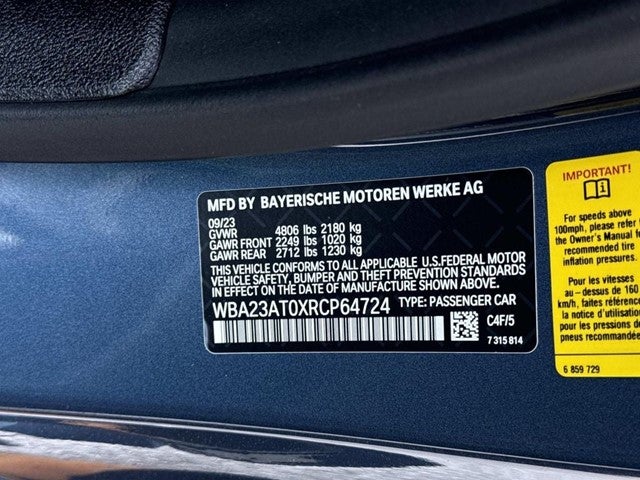 MFD BY BAYERISCHE MOTOREN WERKE AG
09/23
GVWR 4806 lbs 2180 kg
GAWR FRONT 2249 lbs 1020 kg
GAWR REAR 2712 lbs 1230 kg
THIS VEHICLE CONFORMS TO ALL APPLICABLE U.S.FEDERAL MOTOR
VEHICLE SAFETY, BUMPER AND THEFT PREVENTION STANDARDS
IN EFFECT ON THE DATE OF MANUFACTURE SHOWN ABOVE.
WBA23AT0XRCP64724 TYPE: PASSENGER CAR
C4F/5
7 315 814
IMPORTANT!
For speeds above
100mph, please refer
the Owner's Manual fo
recommended tire
inflation pressures.
Pour les vitesses
au - dessus de 160
km/h, faites référence
la notice d'utilisation
pour les pressions de
pneus recommandée
6 859 729